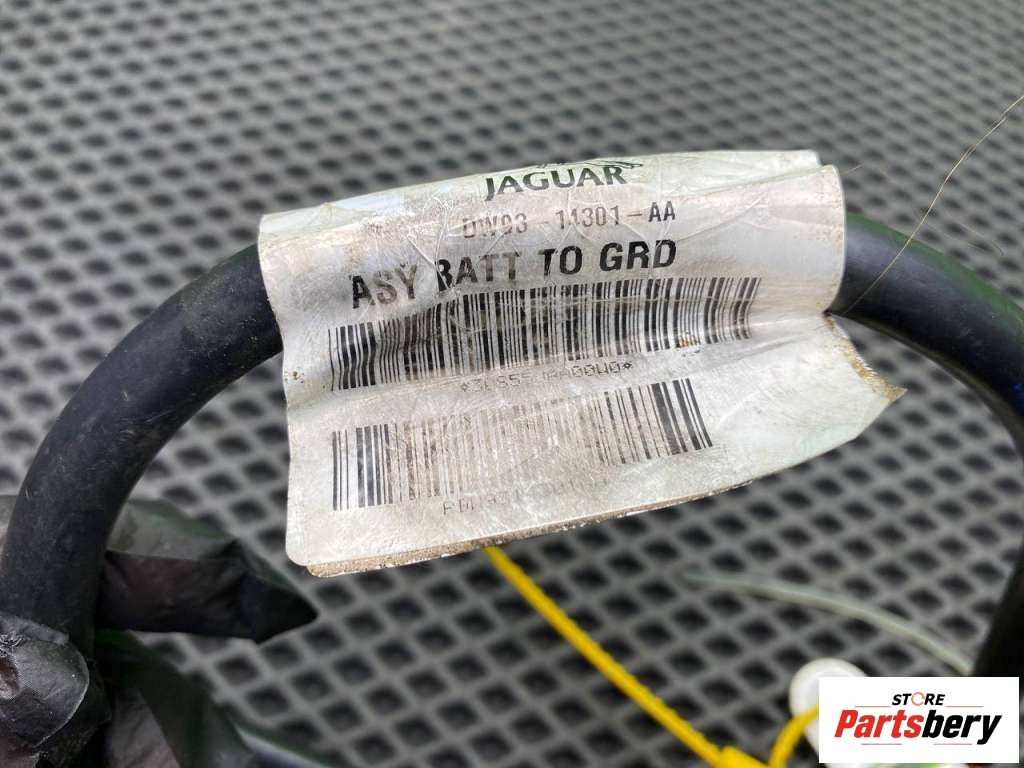 JAGUAR
DW93-14301-AA
ASY BATT TO GRD
STORE
Partsbery